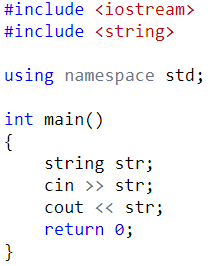 #include <iostream>
#include <string>
using namespace std;
int main()
{
    string str;
    cin >> str;
    cout << str;
    return 0;
}